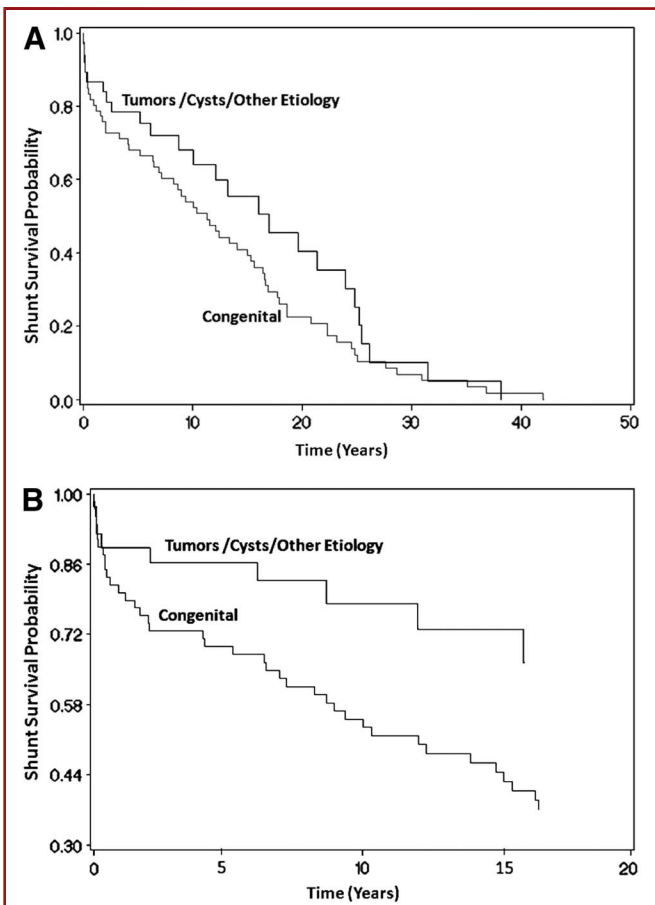 A
Shunt Survival Probability
1.0
0.8
0.6
0.4
0.2
0.0
Tumors /Cysts/Other Etiology
Congenital
0 10 20 30 40 50
Time (Years)
B
Shunt Survival Probability
1.00
0.86
0.72
0.58
0.44
0.30
Tumors /Cysts/Other Etiology
Congenital
0 5 10 15 20
Time (Years)